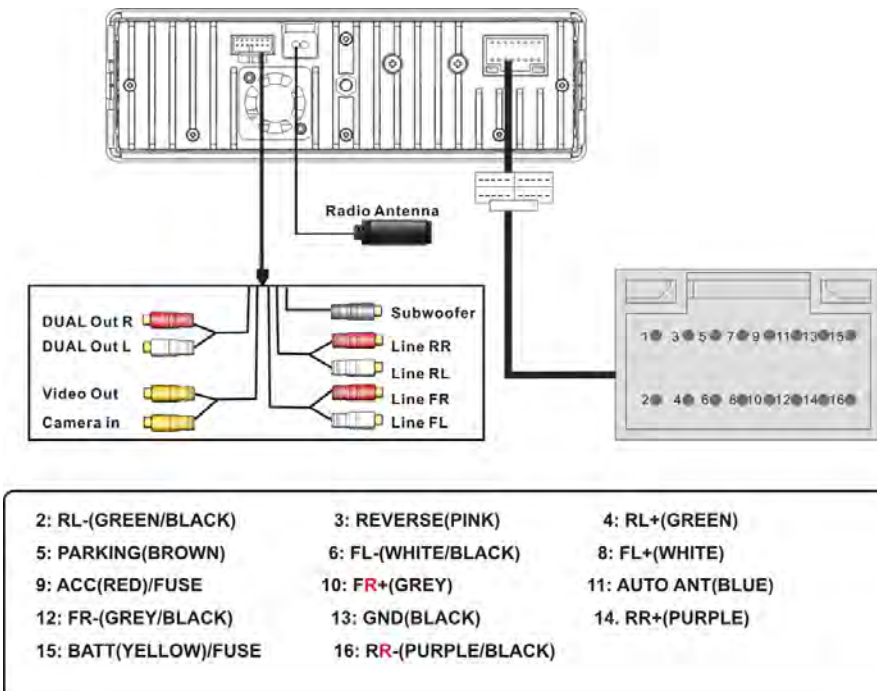 Radio Antenna
DUAL Out R
DUAL Out L
Video Out
Camera in
Subwoofer
Line RR
Line RL
Line FR
Line FL
1 3 5 7 9 11 13 15
2 4 6 8 10 12 14 16
2: RL-(GREEN/BLACK) 3: REVERSE(PINK) 4: RL+(GREEN)
5: PARKING(BROWN) 6: FL-(WHITE/BLACK) 8: FL+(WHITE)
9: ACC(RED)/FUSE 10: FR+(GREY) 11: AUTO ANT(BLUE)
12: FR-(GREY/BLACK) 13: GND(BLACK) 14. RR+(PURPLE)
15: BATT(YELLOW)/FUSE 16: RR-(PURPLE/BLACK)